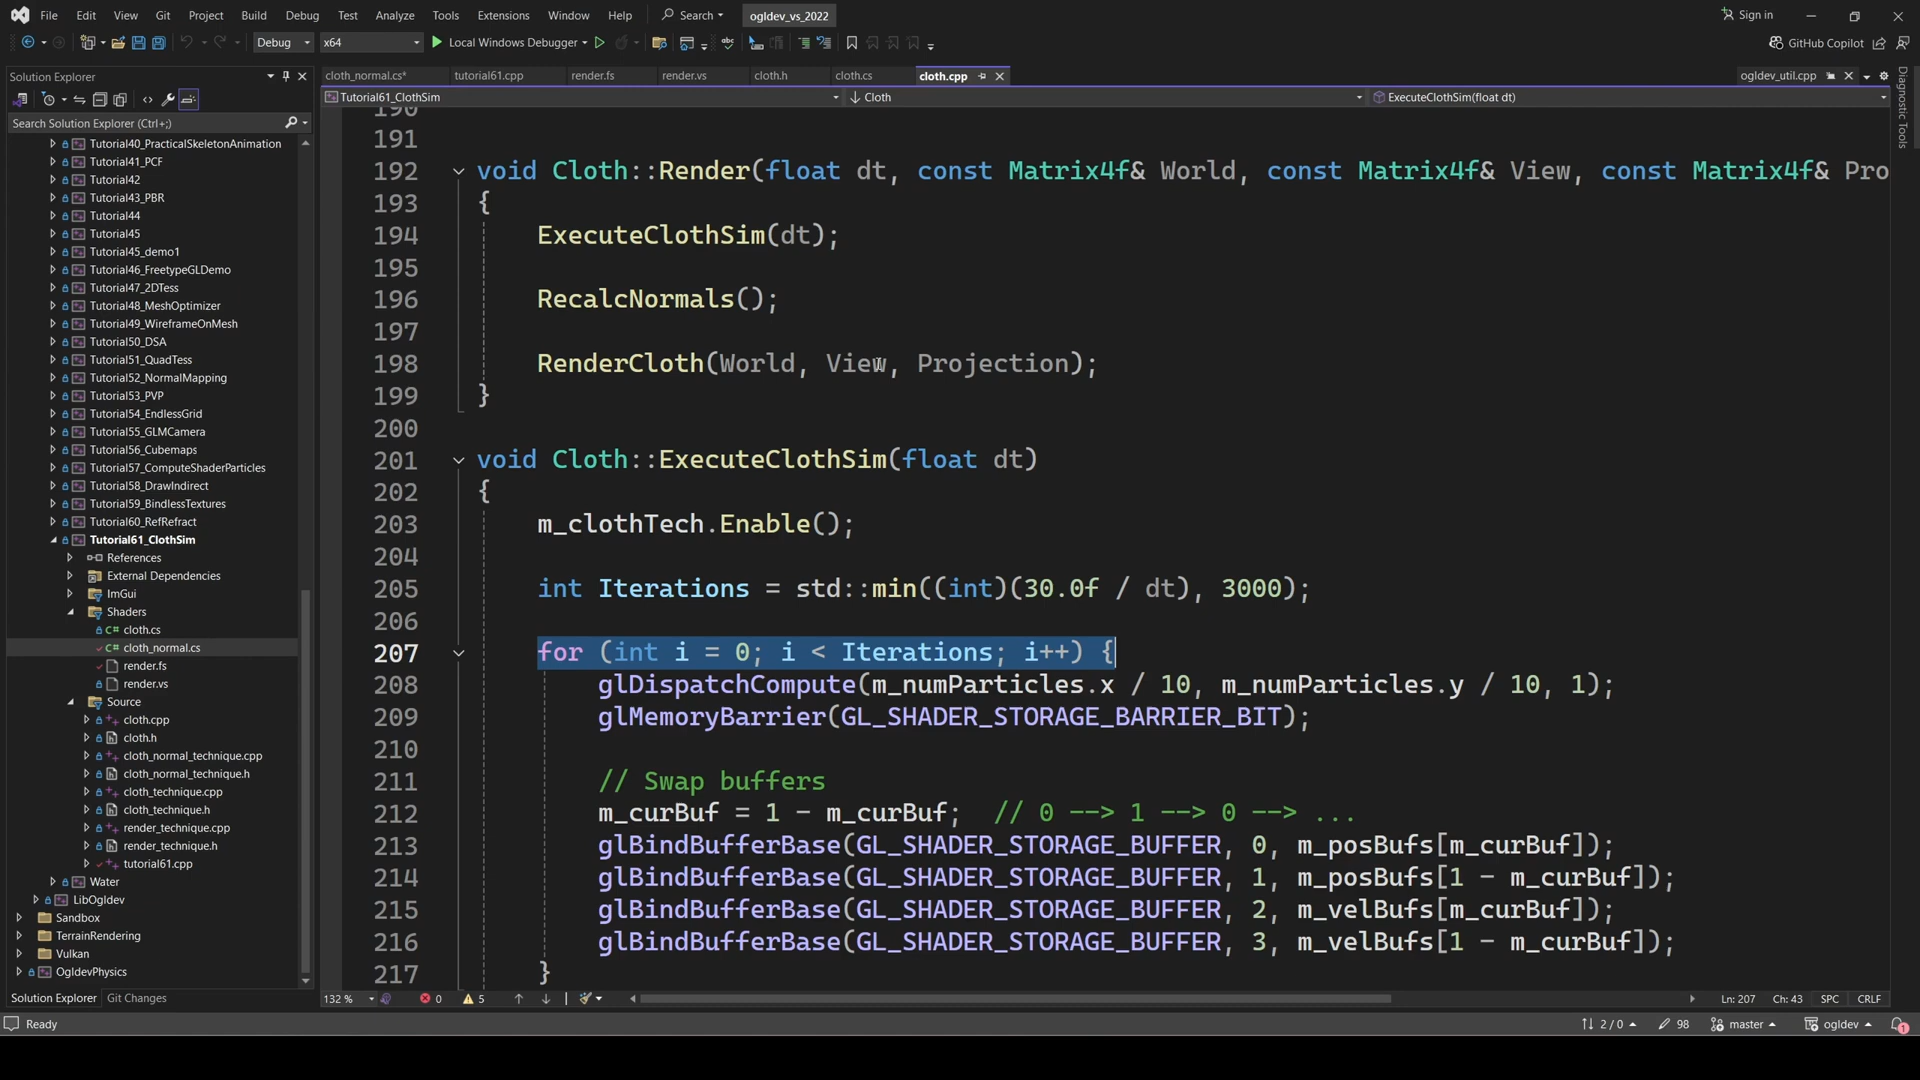 File Edit View Git Project Build Debug Test Analyze Tools Extensions Window Help Search ogldev_vs_2022 Sign in
Debug x64 Local Windows Debugger GitHub Copilot
Solution Explorer
Search Solution Explorer (Ctrl+;)
Tutorial40_PracticalSkeletonAnimation
Tutorial41_PCF
Tutorial42
Tutorial43_PBR
Tutorial44
Tutorial45
Tutorial45_demo1
Tutorial46_FreetypeGLDemo
Tutorial47_2DTess
Tutorial48_MeshOptimizer
Tutorial49_WireframeOnMesh
Tutorial50_DSA
Tutorial51_QuadTess
Tutorial52_NormalMapping
Tutorial53_PVP
Tutorial54_EndlessGrid
Tutorial55_GLMCamera
Tutorial56_Cubemaps
Tutorial57_ComputeShaderParticles
Tutorial58_DrawIndirect
Tutorial59_BindlessTextures
Tutorial60_RefRefract
Tutorial61_ClothSim
References
External Dependencies
ImGui
Shaders
C# cloth.cs
C# cloth_normal.cs
render.fs
render.vs
Source
cloth.cpp
cloth.h
cloth_normal_technique.cpp
cloth_normal_technique.h
cloth_technique.cpp
cloth_technique.h
render_technique.cpp
render_technique.h
tutorial61.cpp
Water
LibOgldev
Sandbox
TerrainRendering
Vulkan
OgldevPhysics
Solution Explorer Git Changes
cloth_normal.cs* tutorial61.cpp render.fs render.vs cloth.h cloth.cs cloth.cpp ogldev_util.cpp
Tutorial61_ClothSim Cloth ExecuteClothSim(float dt)
190
191
192 void Cloth::Render(float dt, const Matrix4f& World, const Matrix4f& View, const Matrix4f& Pro
193 {
194 ExecuteClothSim(dt);
195
196 RecalcNormals();
197
198 RenderCloth(World, View, Projection);
199 }
200
201 void Cloth::ExecuteClothSim(float dt)
202 {
203 m_clothTech.Enable();
204
205 int Iterations = std::min((int)(30.0f / dt), 3000);
206
207 for (int i = 0; i < Iterations; i++) {
208 glDispatchCompute(m_numParticles.x / 10, m_numParticles.y / 10, 1);
209 glMemoryBarrier(GL_SHADER_STORAGE_BARRIER_BIT);
210
211 // Swap buffers
212 m_curBuf = 1 - m_curBuf; // 0 --> 1 --> 0 --> ...
213 glBindBufferBase(GL_SHADER_STORAGE_BUFFER, 0, m_posBufs[m_curBuf]);
214 glBindBufferBase(GL_SHADER_STORAGE_BUFFER, 1, m_posBufs[1 - m_curBuf]);
215 glBindBufferBase(GL_SHADER_STORAGE_BUFFER, 2, m_velBufs[m_curBuf]);
216 glBindBufferBase(GL_SHADER_STORAGE_BUFFER, 3, m_velBufs[1 - m_curBuf]);
217 }
132 % 0 5 Ln: 207 Ch: 43 SPC CRLF
Diagnostic Tools
Ready 2 / 0 98 master ogldev 1